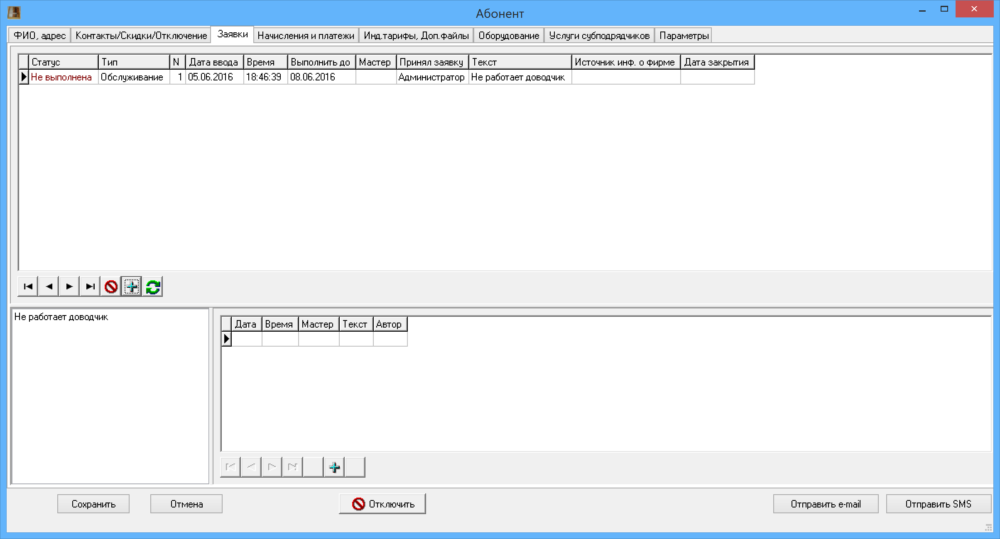 Абонент
ФИО, адрес Контакты/Скидки/Отключение Заявки Начисления и платежи Инд.тарифы, Доп.файлы Оборудование Услуги субподрядчиков Параметры
Статус Тип N Дата ввода Время Выполнить до Мастер Принял заявку Текст Источник инф. о фирме Дата закрытия
Не выполнена Обслуживание 1 05.06.2016 18:46:39 08.06.2016 Администратор Не работает доводчик
Не работает доводчик
Дата Время Мастер Текст Автор
Сохранить Отмена Отключить Отправить e-mail Отправить SMS